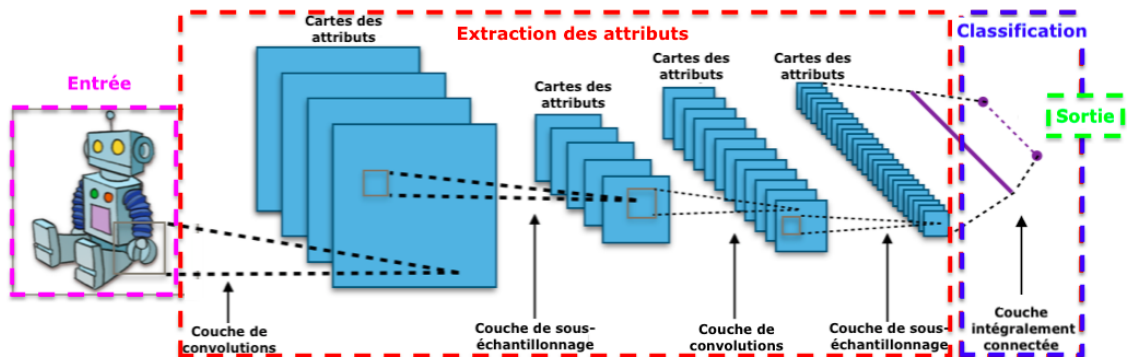 Entrée
Extraction des attributs
Classification
Sortie
Cartes des
attributs
Cartes des
attributs
Cartes des
attributs
Cartes des
attributs
Couche de
convolutions
Couche de sous-
échantillonnage
Couche de
convolutions
Couche de sous-
échantillonnage
Couche
intégralement
connectée